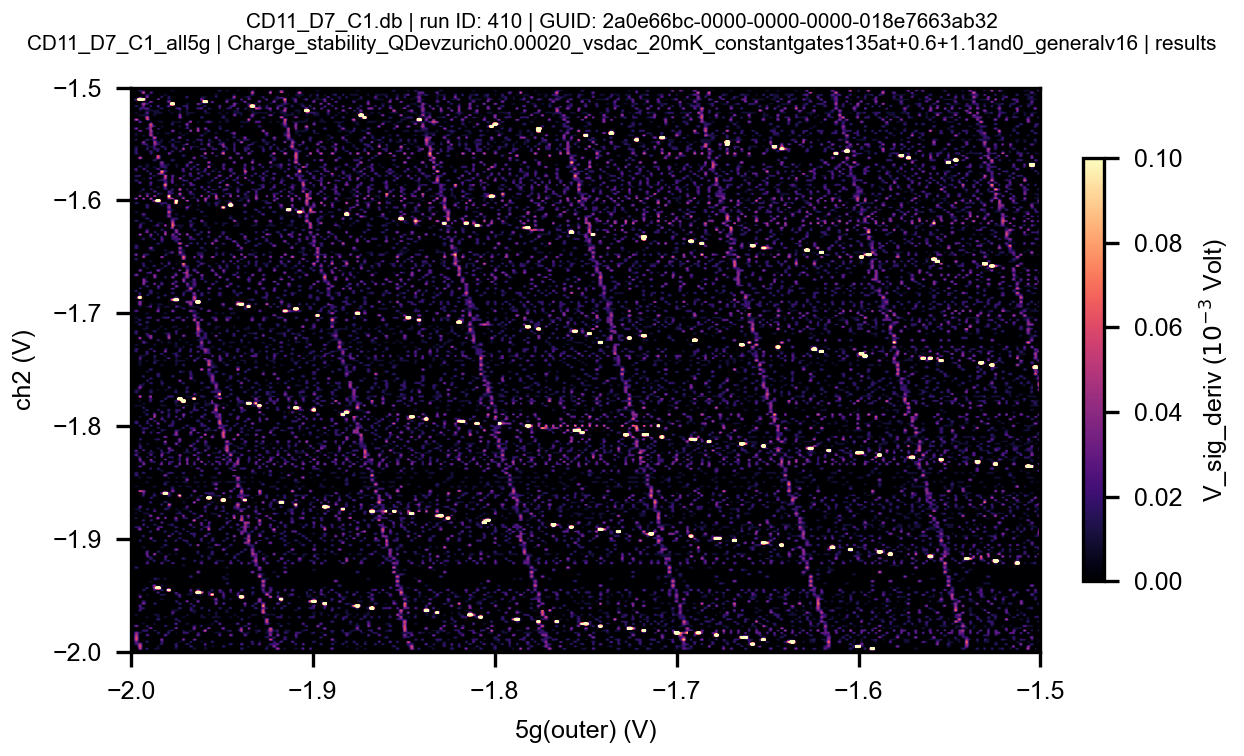 CD11_D7_C1.db | run ID: 410 | GUID: 2a0e66bc-0000-0000-0000-018e7663ab32
CD11_D7_C1_all5g | Charge_stability_QDevzurich0.00020_vsdac_20mK_constantgates135at+0.6+1.1and0_generalv16 | results
−1.5
−1.6
−1.7
−1.8
−1.9
−2.0
ch2 (V)
−2.0 −1.9 −1.8 −1.7 −1.6 −1.5
5g(outer) (V)
0.10
0.08
0.06
0.04
0.02
0.00
V_sig_deriv (10⁻³ Volt)